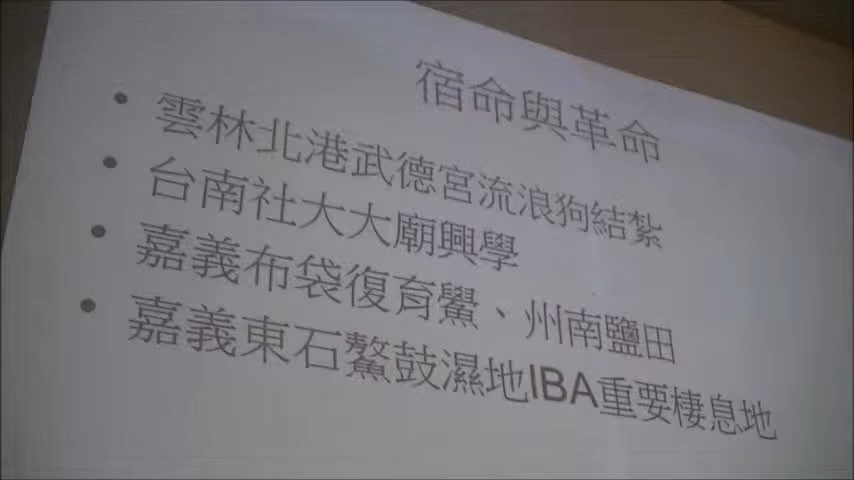 宿命與革命
• 雲林北港武德宮流浪狗結紮
• 台南社大大廟興學
• 嘉義布袋復育鱟、州南鹽田
• 嘉義東石鰲鼓濕地IBA重要棲息地